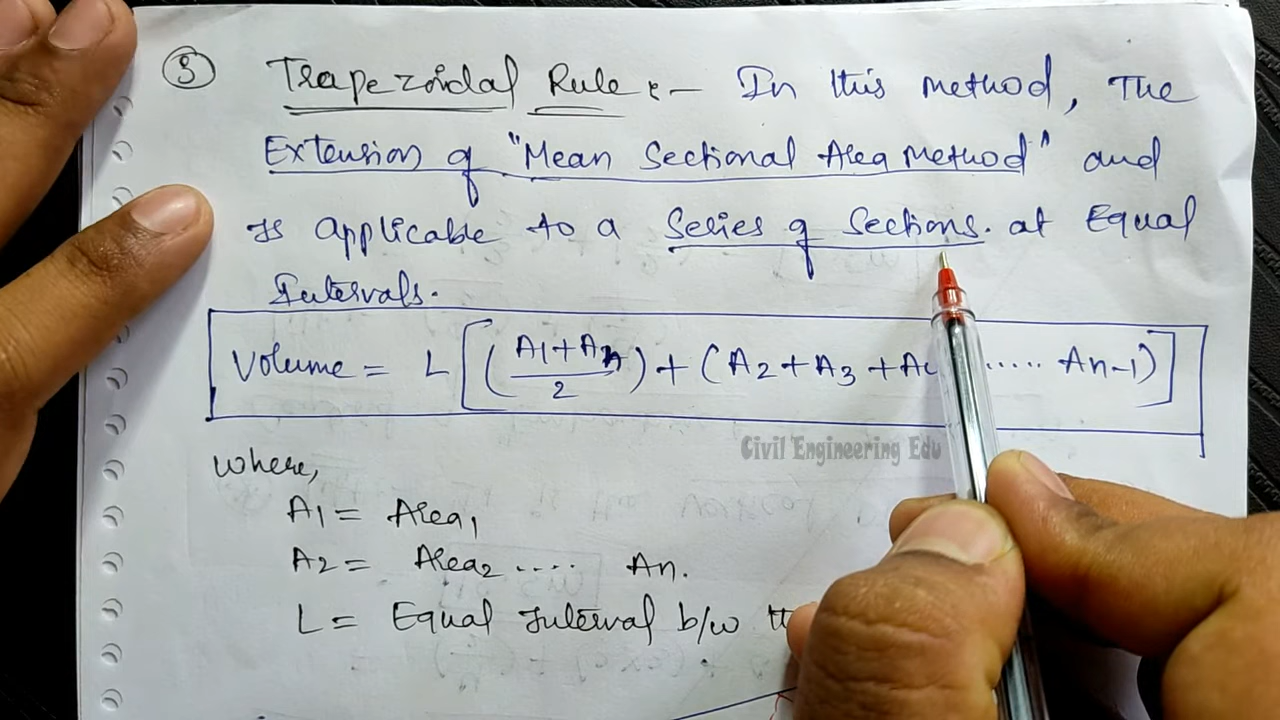 ③ Trapezoidal Rule :- In this method, The
Extension of "Mean Sectional Area Method" and
Is applicable to a Series of Sections. at Equal
Intervals.
Volume = L [ ( A1+An / 2 ) + ( A2 + A3 + A ..... An-1 ) ]
Civil Engineering Edu
where,
A1 = Area1
A2 = Area2 .... An.
L = Equal Interval b/w